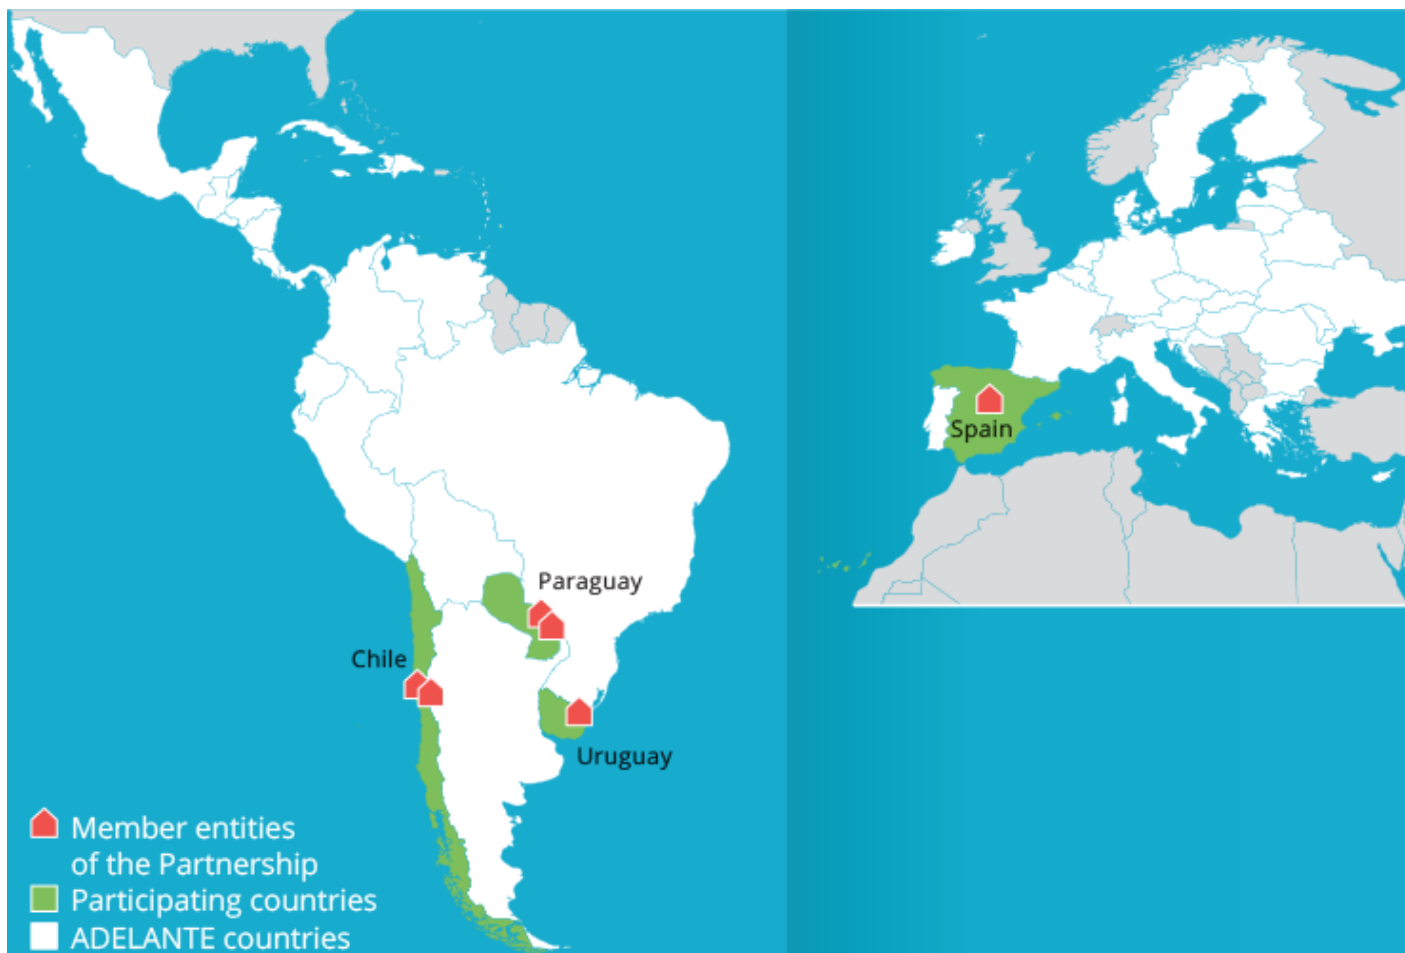 Spain
Paraguay
Chile
Uruguay
Member entities
of the Partnership
Participating countries
ADELANTE countries